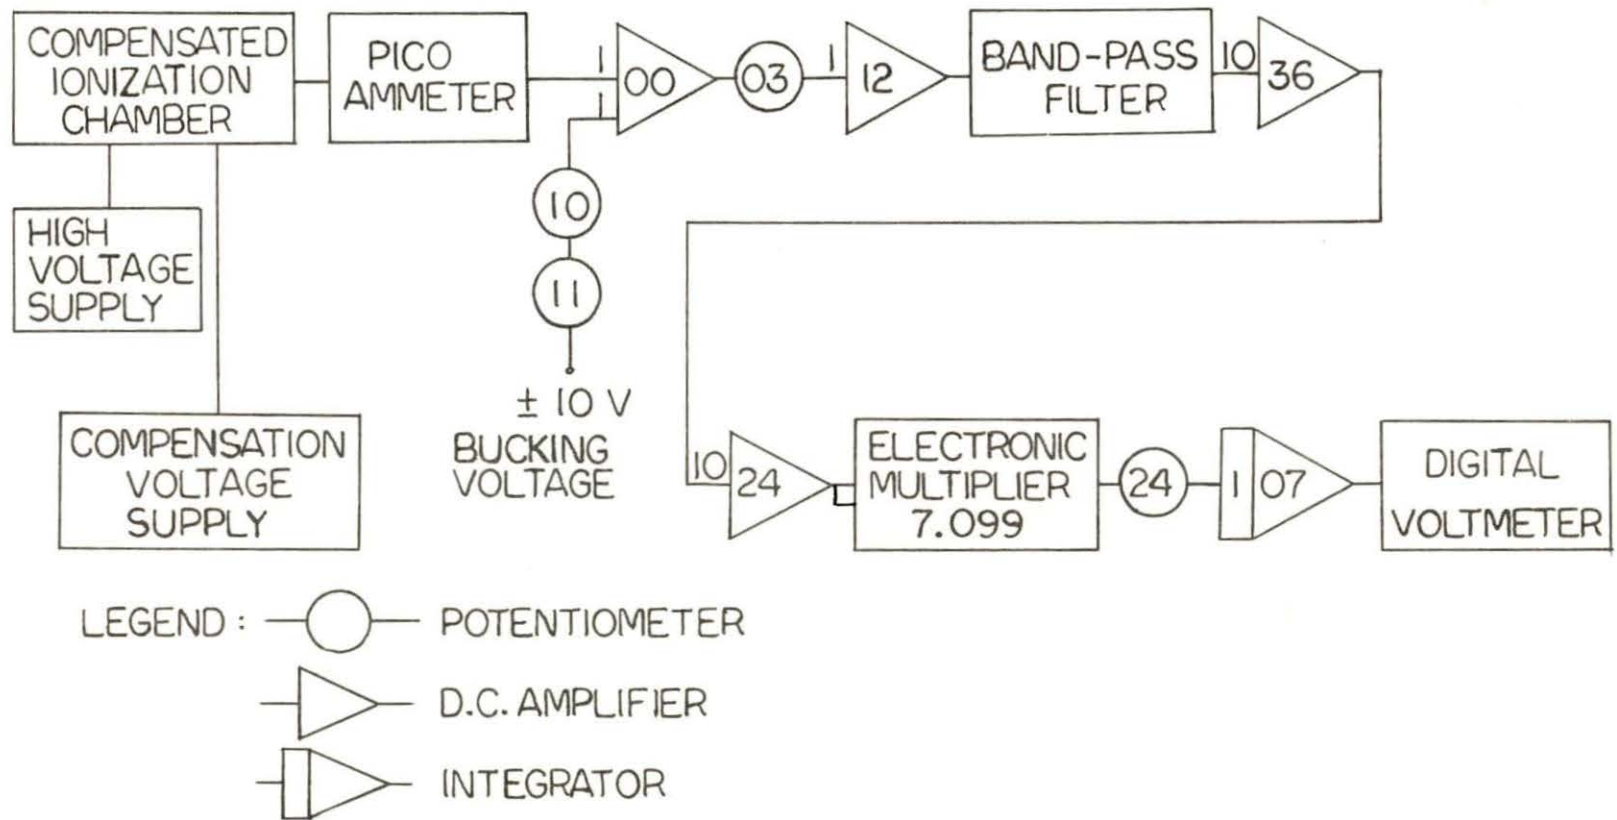 COMPENSATED
IONIZATION
CHAMBER
PICO
AMMETER
1
1
00
03
1
12
BAND-PASS
FILTER
10
36
HIGH
VOLTAGE
SUPPLY
10
11
± 10 V
BUCKING
VOLTAGE
COMPENSATION
VOLTAGE
SUPPLY
10
24
ELECTRONIC
MULTIPLIER
7.099
24
1
07
DIGITAL
VOLTMETER
LEGEND:
POTENTIOMETER
D.C. AMPLIFIER
INTEGRATOR